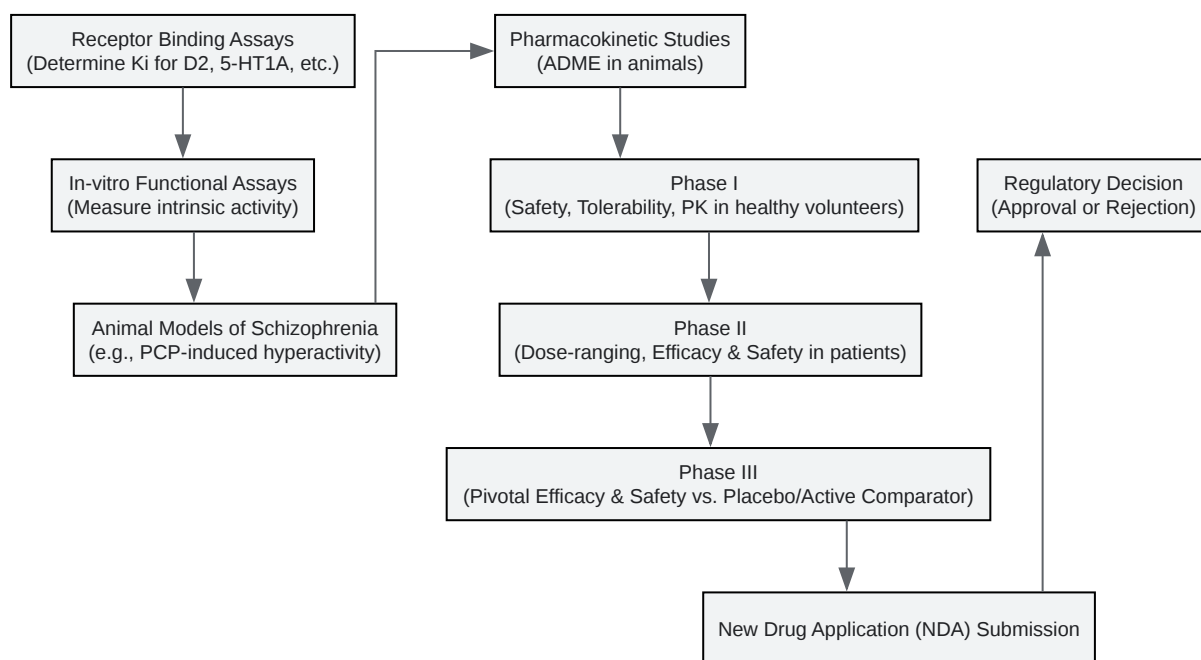 Receptor Binding Assays
(Determine Ki for D2, 5-HT1A, etc.)
In-vitro Functional Assays
(Measure intrinsic activity)
Animal Models of Schizophrenia
(e.g., PCP-induced hyperactivity)
Pharmacokinetic Studies
(ADME in animals)
Phase I
(Safety, Tolerability, PK in healthy volunteers)
Phase II
(Dose-ranging, Efficacy & Safety in patients)
Phase III
(Pivotal Efficacy & Safety vs. Placebo/Active Comparator)
New Drug Application (NDA) Submission
Regulatory Decision
(Approval or Rejection)